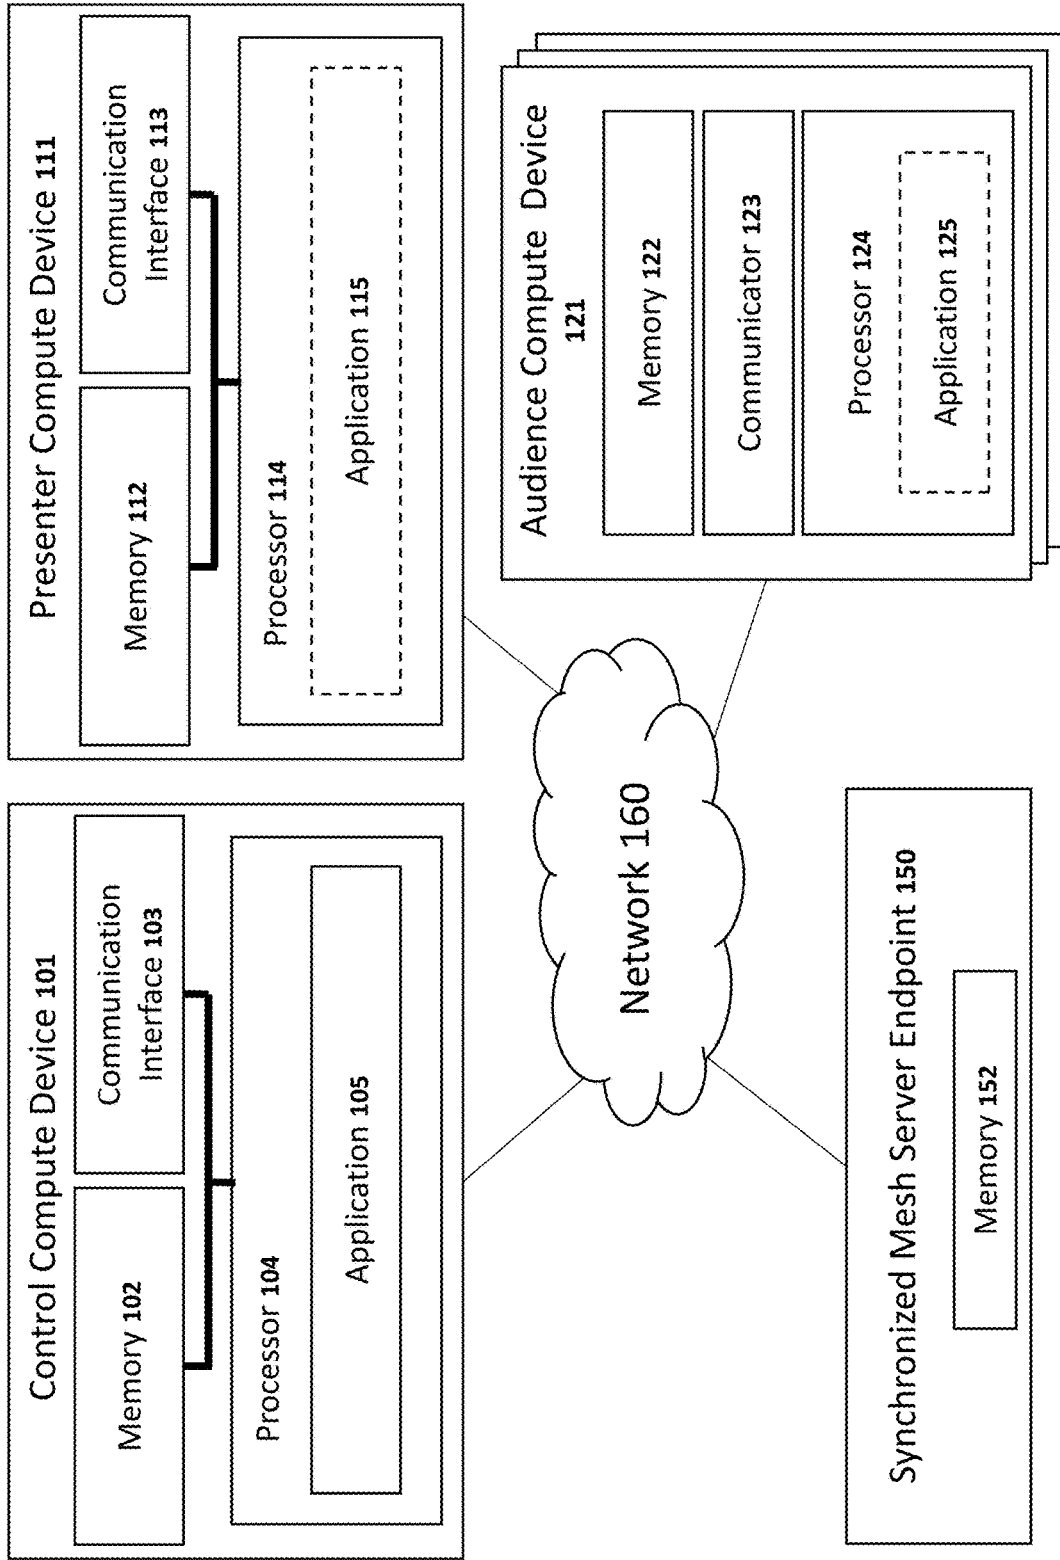 Control Compute Device 101
Memory 102
Communication
Interface 103
Processor 104
Application 105
Presenter Compute Device 111
Memory 112
Communication
Interface 113
Processor 114
Application 115
Network 160
Synchronized Mesh Server Endpoint 150
Memory 152
Audience Compute Device
121
Memory 122
Communicator 123
Processor 124
Application 125